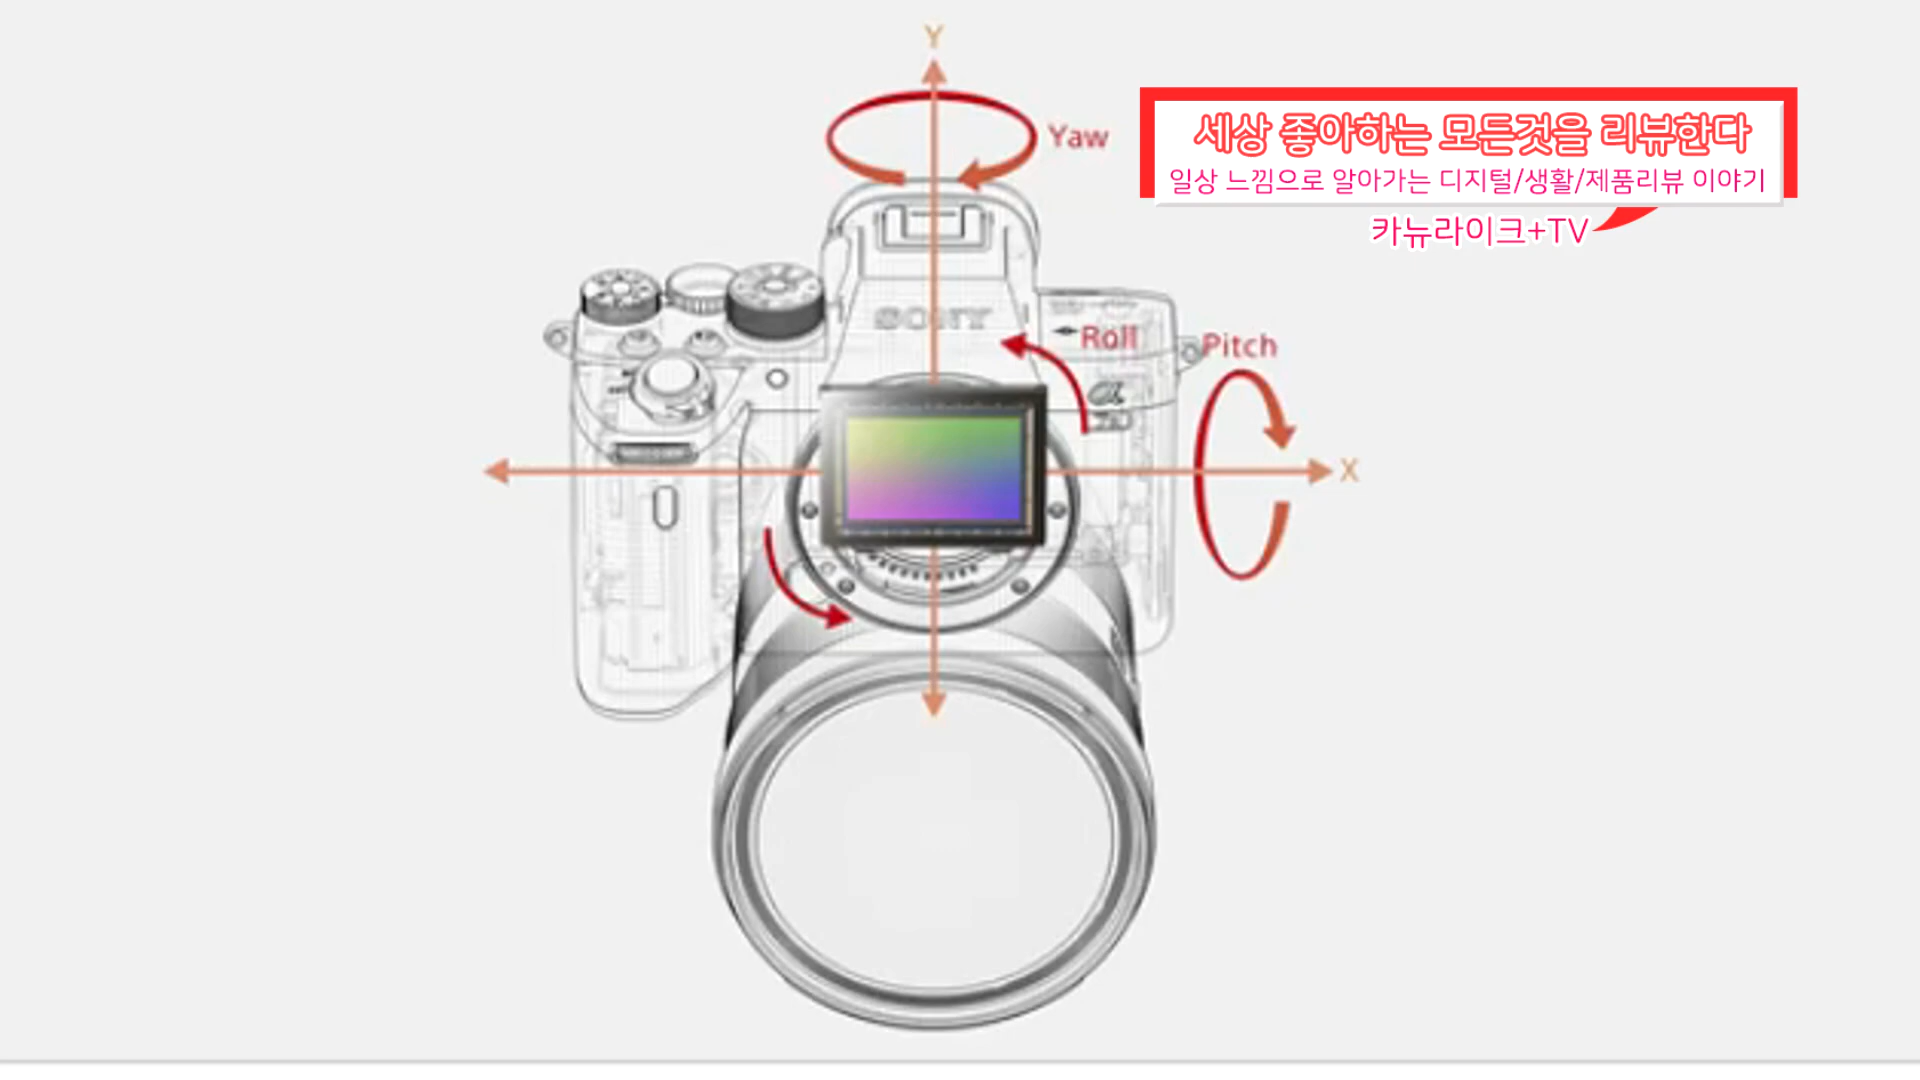 Y
Yaw
세상 좋아하는 모든것을 리뷰한다
일상 느낌으로 알아가는 디지털/생활/제품리뷰 이야기
카뉴라이크+TV
SONY
Roll
Pitch
α
X